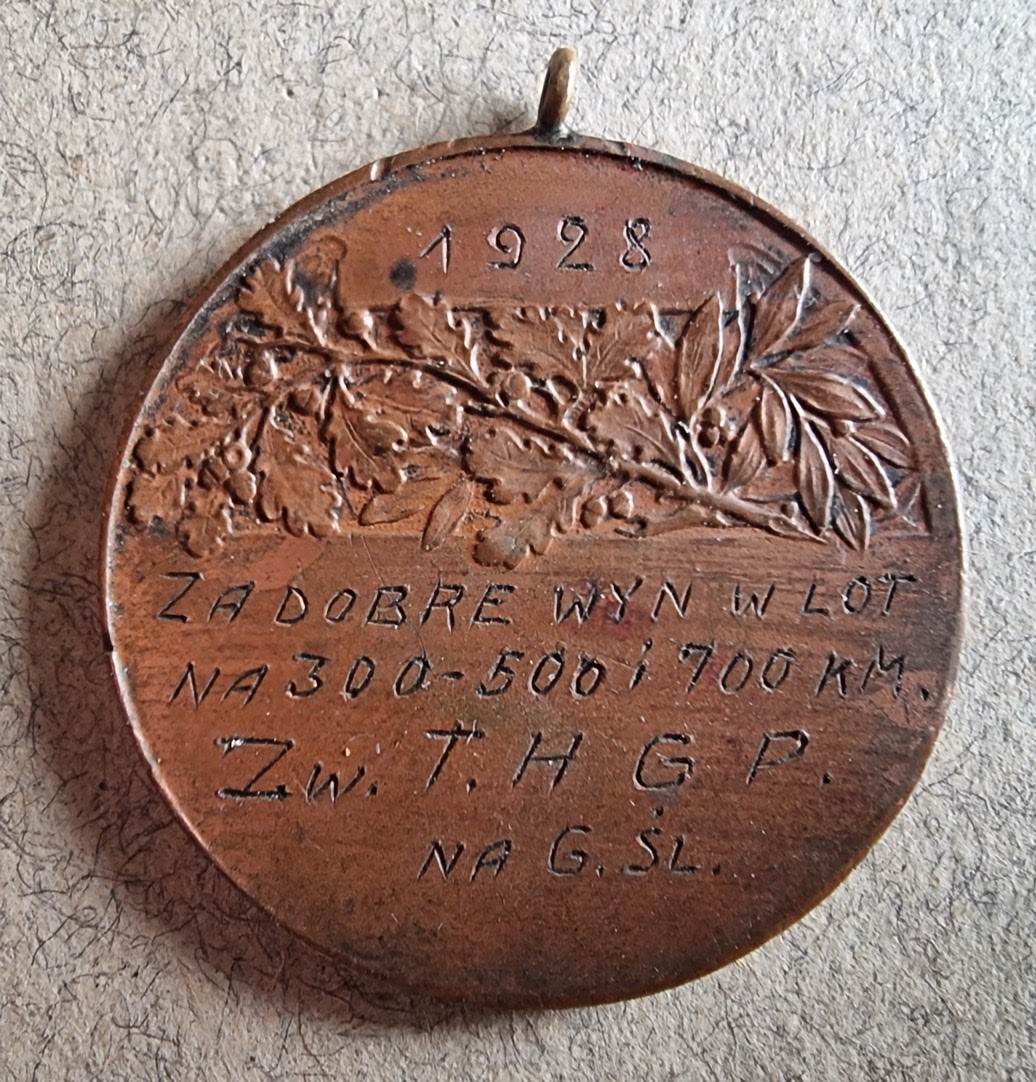 1928
ZA DOBRE WYN W LOT
NA 300-500 i 700 KM.
Zw. T. H G P.
NA G. ŚL.